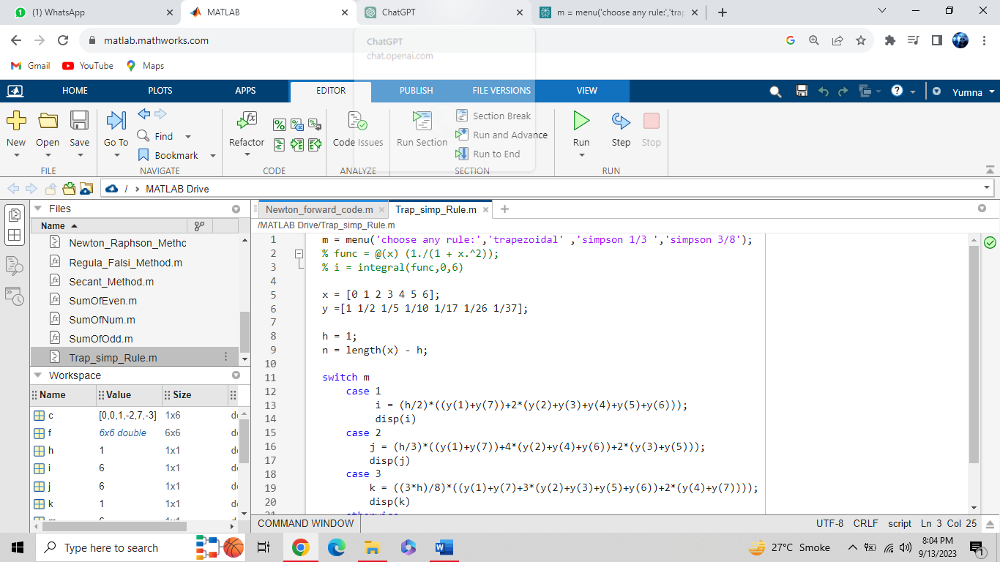 (1) WhatsApp
MATLAB
ChatGPT
m = menu('choose any rule:','trap
matlab.mathworks.com
ChatGPT
chat.openai.com
Gmail
YouTube
Maps
HOME
PLOTS
APPS
EDITOR
PUBLISH
FILE VERSIONS
VIEW
Yumna
New
Open
Save
FILE
Go To
Find
Bookmark
NAVIGATE
Refactor
CODE
Code Issues
ANALYZE
Run Section
Section Break
Run and Advance
Run to End
SECTION
Run
Step
Stop
RUN
/ › MATLAB Drive
Files
Name
Newton_Raphson_Metho
Regula_Falsi_Method.m
Secant_Method.m
SumOfEven.m
SumOfNum.m
SumOfOdd.m
Trap_simp_Rule.m
Workspace
Name Value Size
c [0,0,1,-2,7,-3] 1x6 d
f 6x6 double 6x6 d
h 1 1x1 d
i 6 1x1 d
j 6 1x1 d
k 1 1x1 d
Newton_forward_code.m
Trap_simp_Rule.m
/MATLAB Drive/Trap_simp_Rule.m
1 m = menu('choose any rule:','trapezoidal' ,'simpson 1/3 ','simpson 3/8');
2 % func = @(x) (1./(1 + x.^2));
3 % i = integral(func,0,6)
4
5 x = [0 1 2 3 4 5 6];
6 y =[1 1/2 1/5 1/10 1/17 1/26 1/37];
7
8 h = 1;
9 n = length(x) - h;
10
11 switch m
12 case 1
13 i = (h/2)*((y(1)+y(7))+2*(y(2)+y(3)+y(4)+y(5)+y(6)));
14 disp(i)
15 case 2
16 j = (h/3)*((y(1)+y(7))+4*(y(2)+y(4)+y(6))+2*(y(3)+y(5)));
17 disp(j)
18 case 3
19 k = ((3*h)/8)*((y(1)+y(7)+3*(y(2)+y(3)+y(5)+y(6))+2*(y(4)+y(7))));
20 disp(k)
21 otherwise
COMMAND WINDOW
UTF-8 CRLF script Ln 3 Col 25
Type here to search
27°C Smoke
8:04 PM
9/13/2023
1